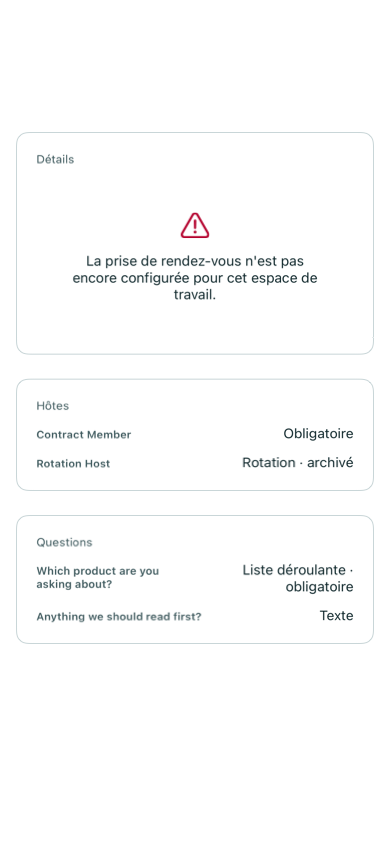 Détails
La prise de rendez-vous n'est pas
encore configurée pour cet espace de
travail.
Hôtes
Contract Member
Obligatoire
Rotation Host
Rotation · archivé
Questions
Which product are you
asking about?
Liste déroulante ·
obligatoire
Anything we should read first?
Texte